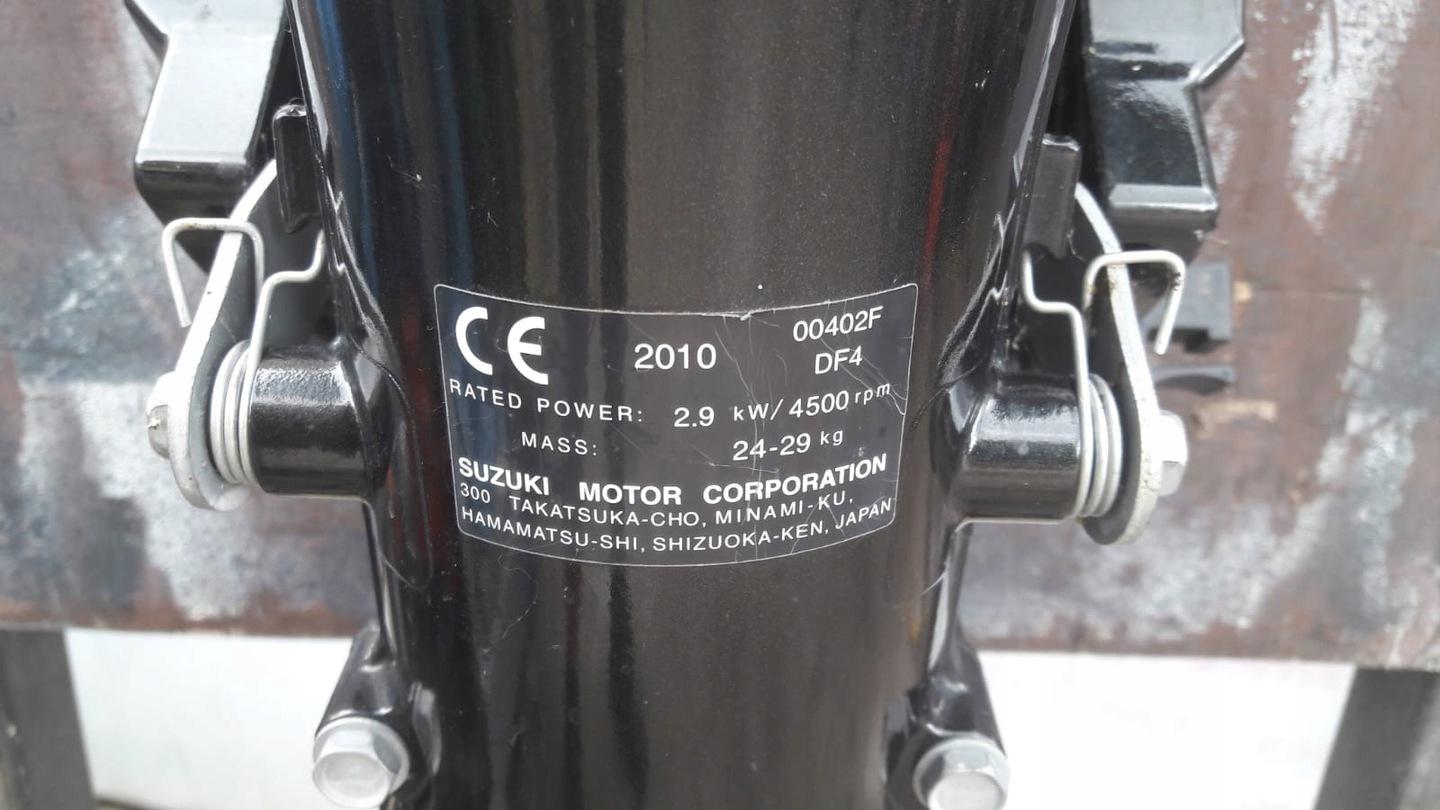 CE 2010 00402F
DF4
RATED POWER: 2.9 kW/4500 rpm
MASS: 24-29 kg
SUZUKI MOTOR CORPORATION
300 TAKATSUKA-CHO, MINAMI-KU,
HAMAMATSU-SHI, SHIZUOKA-KEN, JAPAN